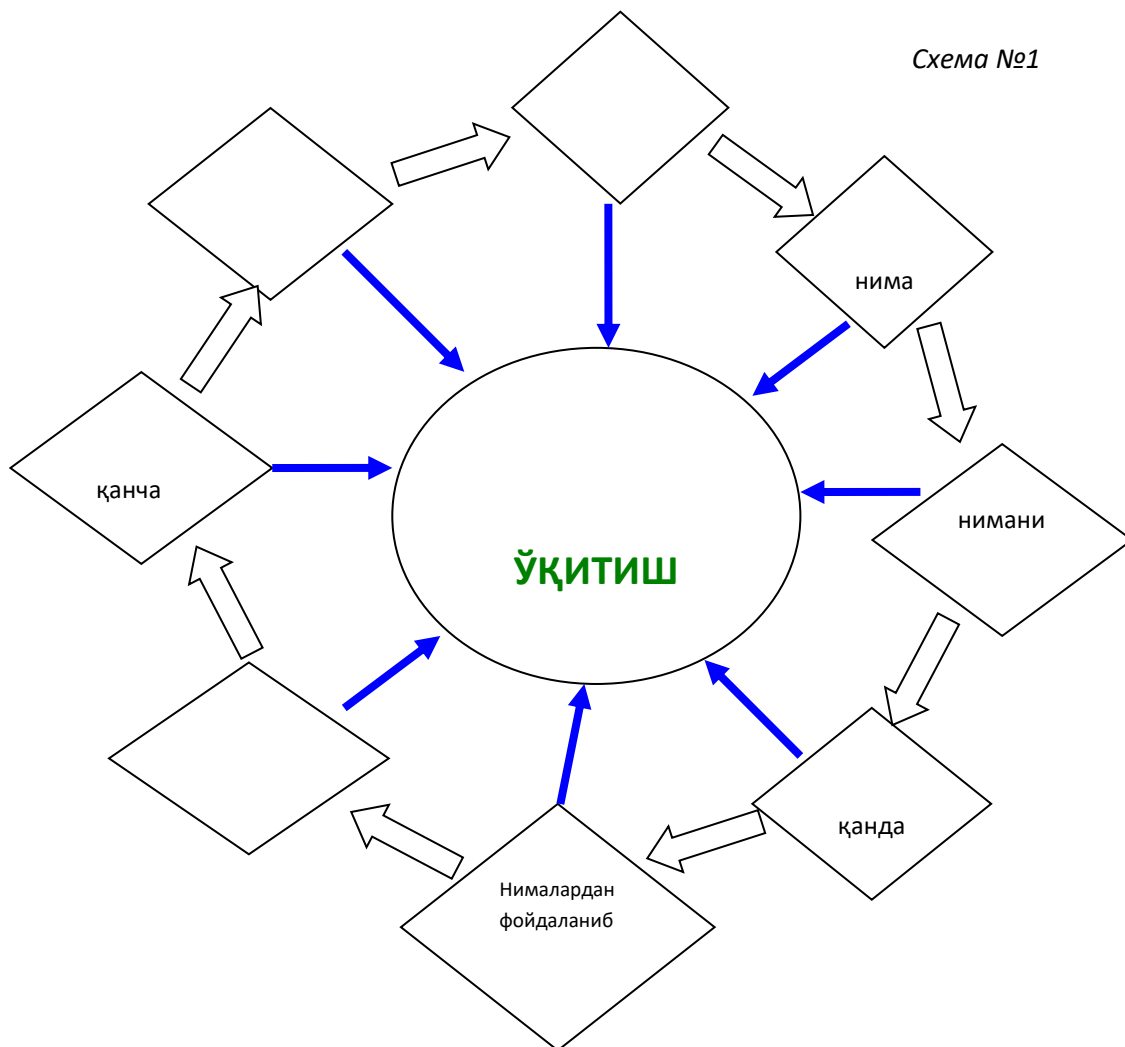 Схема №1
нима
қанча
нимани
ЎҚИТИШ
қанда
Нималардан
фойдаланиб